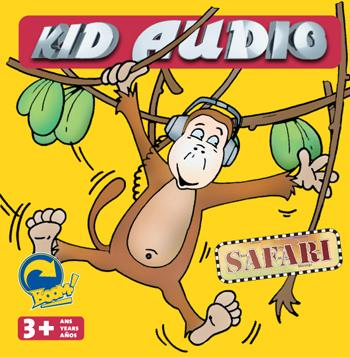 KID AUDIO
SAFARI
BOOM!
3+
ANS
YEARS
AÑOS